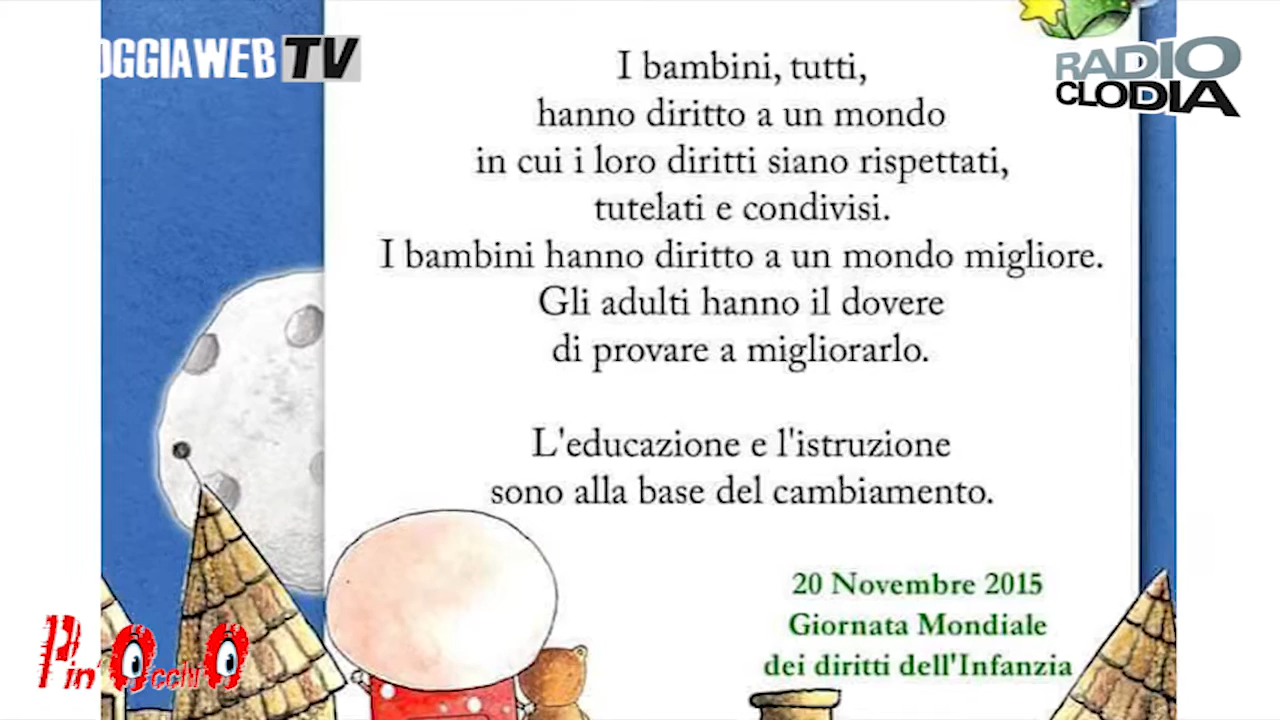 OGGIAWEB TV
RADIO
CLODIA
I bambini, tutti,
hanno diritto a un mondo
in cui i loro diritti siano rispettati,
tutelati e condivisi.
I bambini hanno diritto a un mondo migliore.
Gli adulti hanno il dovere
di provare a migliorarlo.
L'educazione e l'istruzione
sono alla base del cambiamento.
20 Novembre 2015
Giornata Mondiale
dei diritti dell'Infanzia
Pin OcchiO